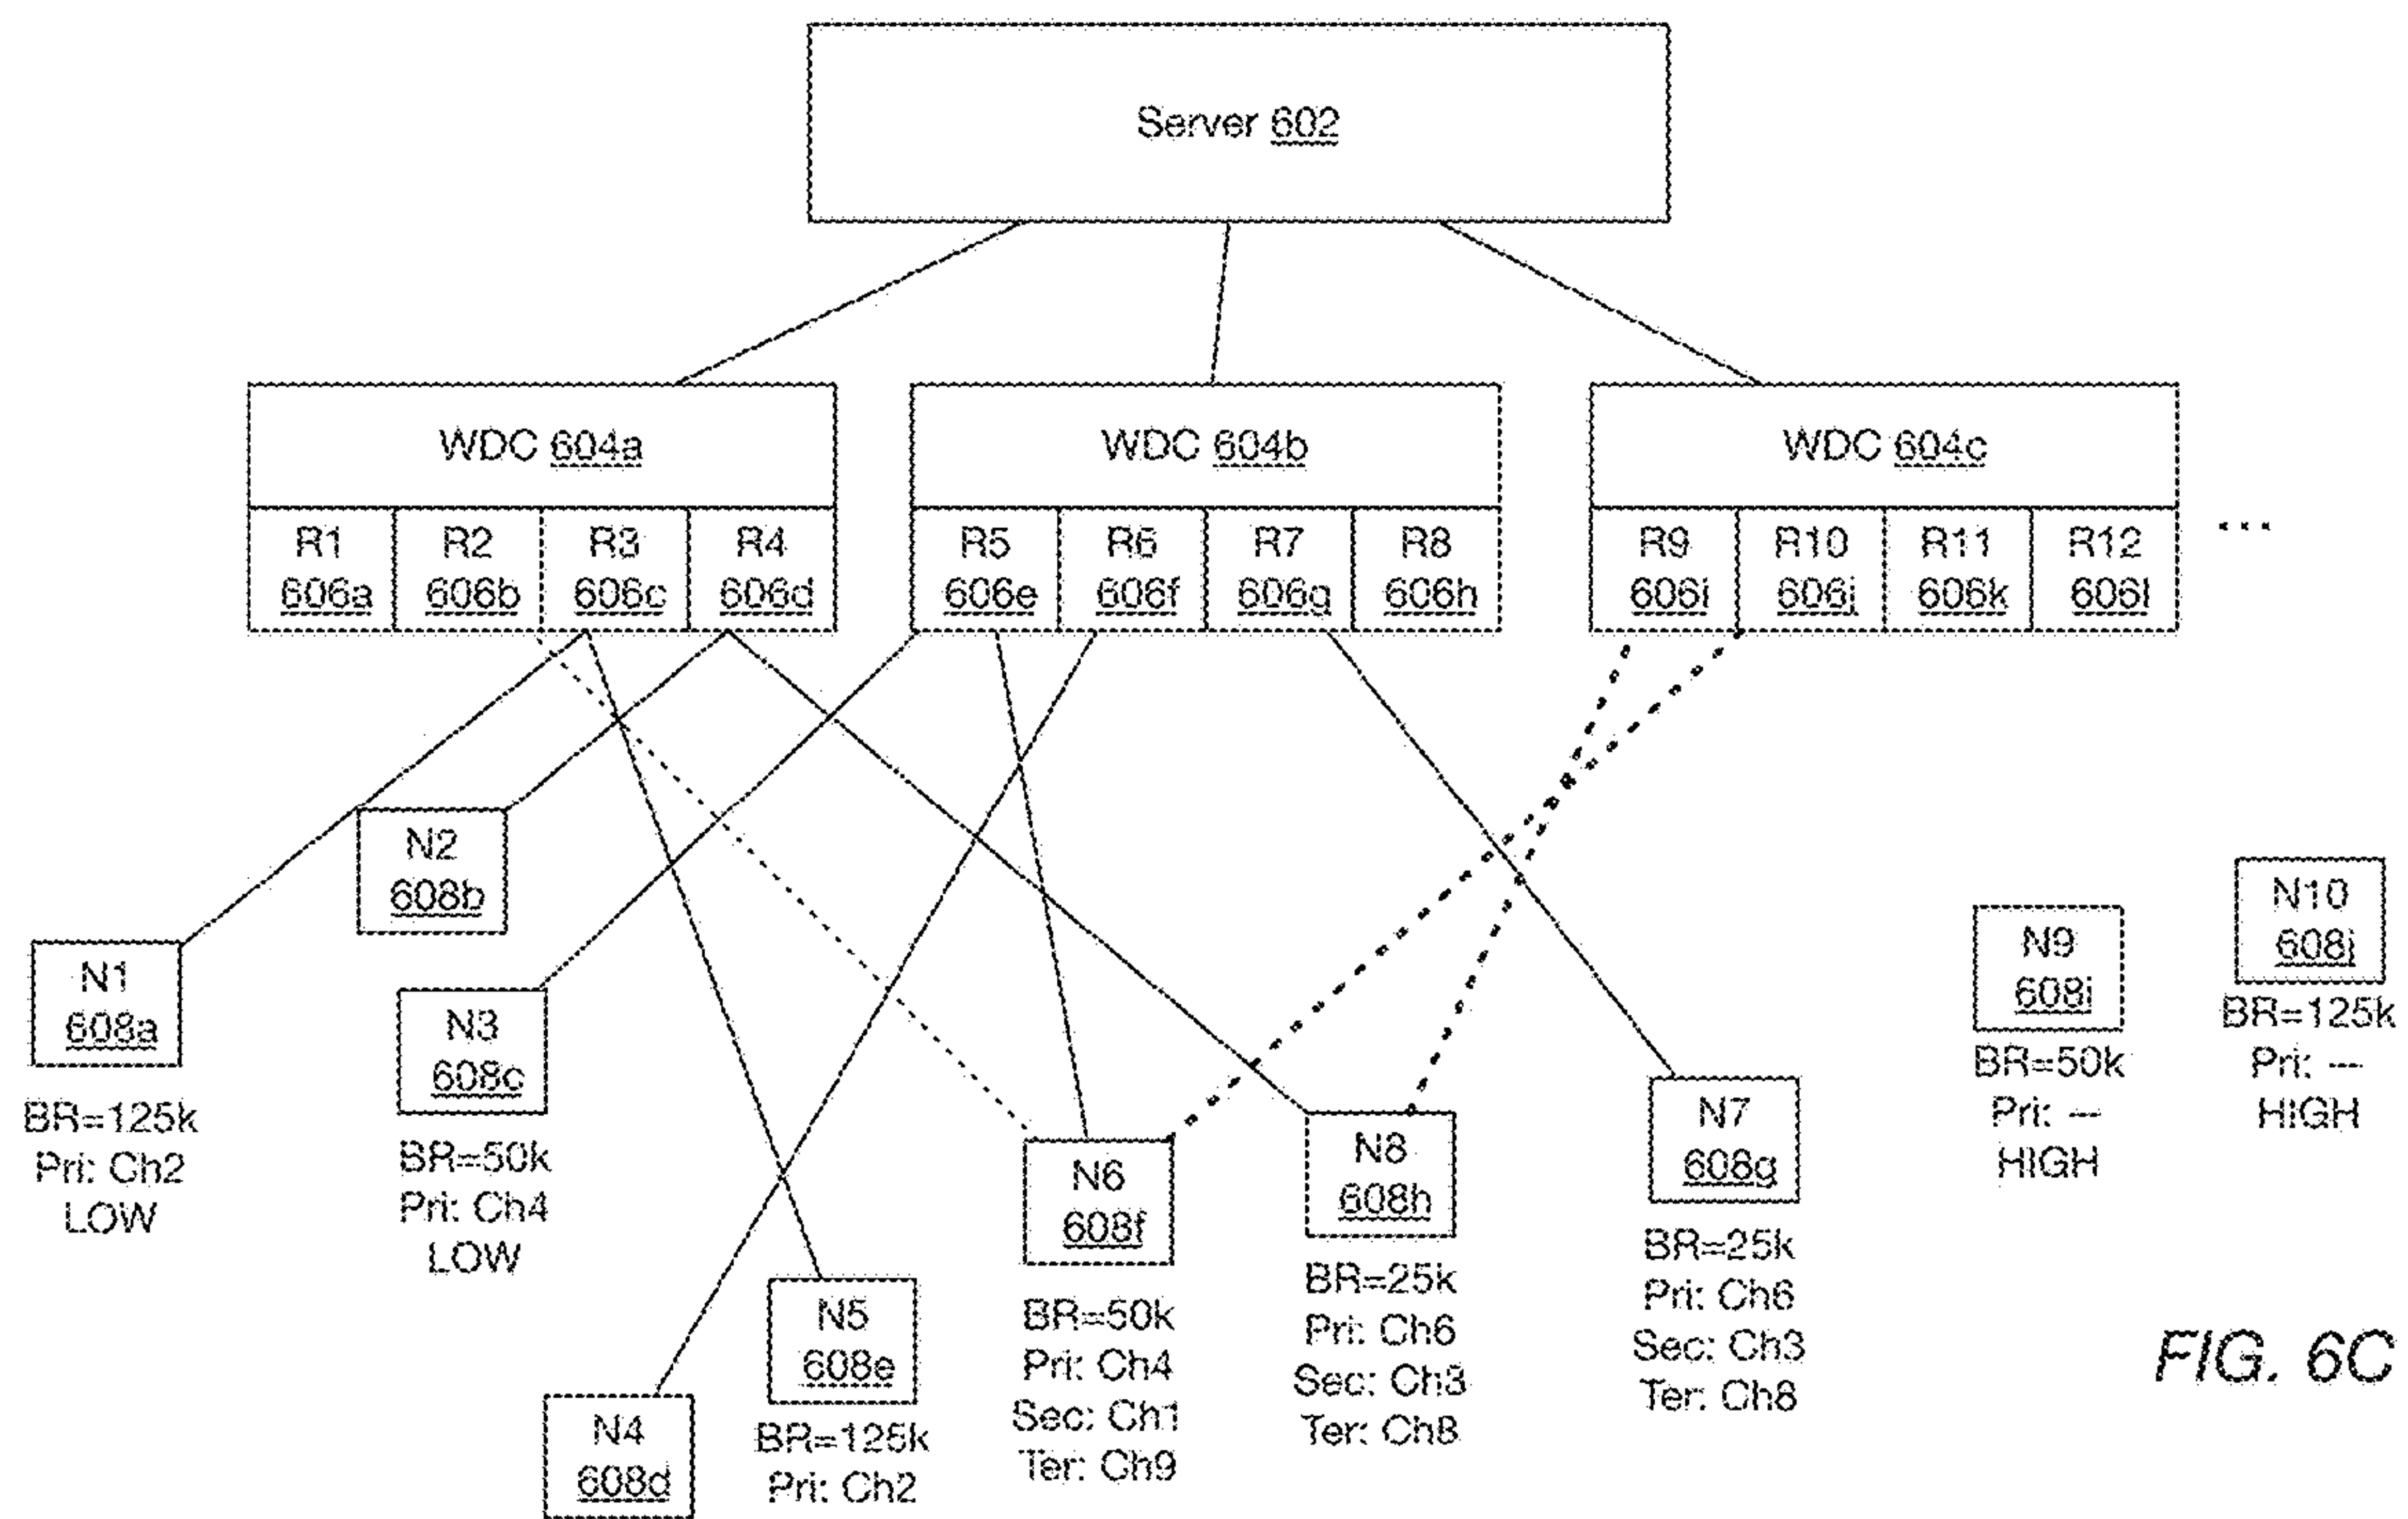 Server 602
WDC 604a
WDC 604b
WDC 604c
R1
606a
R2
606b
R3
606c
R4
606d
R5
606e
R6
606f
R7
606g
R8
606h
R9
606i
R10
606j
R11
606k
R12
606l
...
N1
608a
BR=125k
Pri: Ch2
LOW
N2
608b
N3
608c
BR=50k
Pri: Ch4
LOW
N4
608d
N5
608e
BR=125k
Pri: Ch2
N6
608f
BR=50k
Pri: Ch4
Sec: Ch1
Ter: Ch9
N8
608h
BR=25k
Pri: Ch6
Sec: Ch3
Ter: Ch8
N7
608g
BR=25k
Pri: Ch6
Sec: Ch3
Ter: Ch8
N9
608i
BR=50k
Pri: ---
HIGH
N10
608j
BR=125k
Pri: ---
HIGH
FIG. 6C